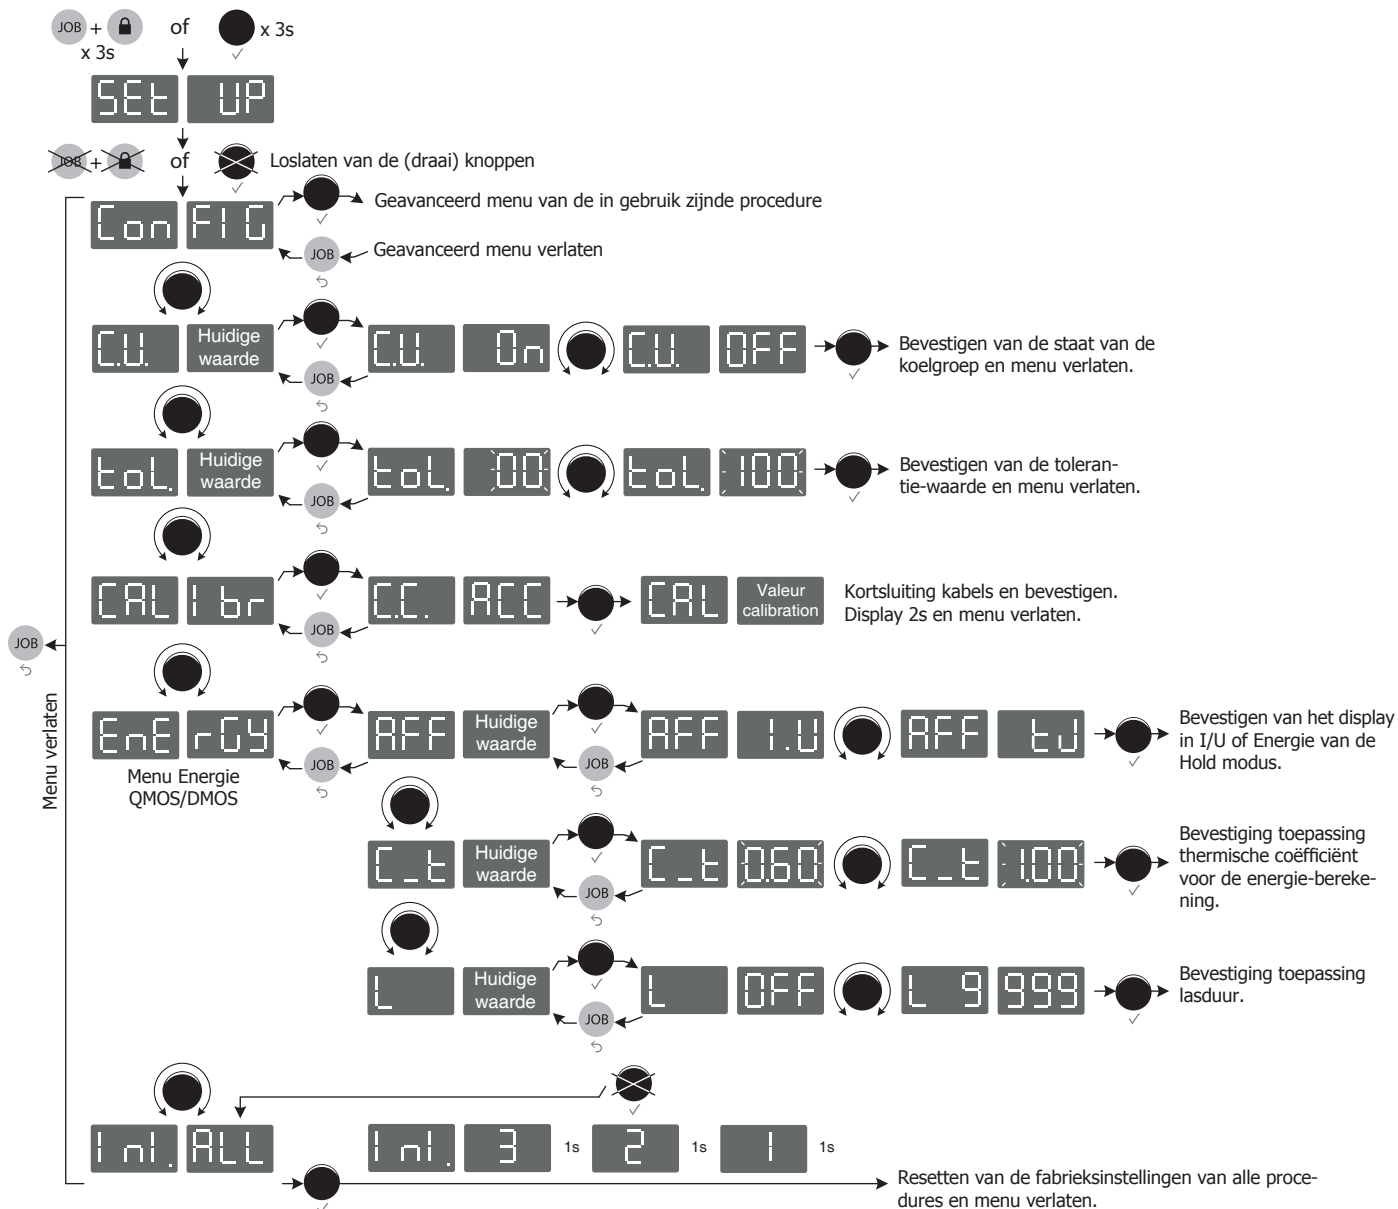 JOB + of x 3s
x 3s
SEt UP
JOB + of Loslaten van de (draai) knoppen
Con FIG Geavanceerd menu van de in gebruik zijnde procedure
JOB Geavanceerd menu verlaten
C.U. Huidige waarde C.U. On C.U. OFF Bevestigen van de staat van de
koelgroep en menu verlaten.
JOB
toL. Huidige waarde toL. 00 toL. 100 Bevestigen van de toleran-
tie-waarde en menu verlaten.
JOB
CAL Ibr C.C. ACC CAL Valeur calibration Kortsluiting kabels en bevestigen.
Display 2s en menu verlaten.
JOB
JOB
Menu verlaten
EnE rGY AFF Huidige waarde AFF I.U AFF tJ Bevestigen van het display
in I/U of Energie van de
Hold modus.
JOB JOB
Menu Energie
QMOS/DMOS
C_t Huidige waarde C_t 0.60 C_t 1.00 Bevestiging toepassing
thermische coëfficiënt
voor de energie-bereke-
ning.
JOB
L Huidige waarde L OFF L 9 999 Bevestiging toepassing
lasduur.
JOB
InI. ALL InI. 3 1s 2 1s 1 1s
Resetten van de fabrieksinstellingen van alle proce-
dures en menu verlaten.